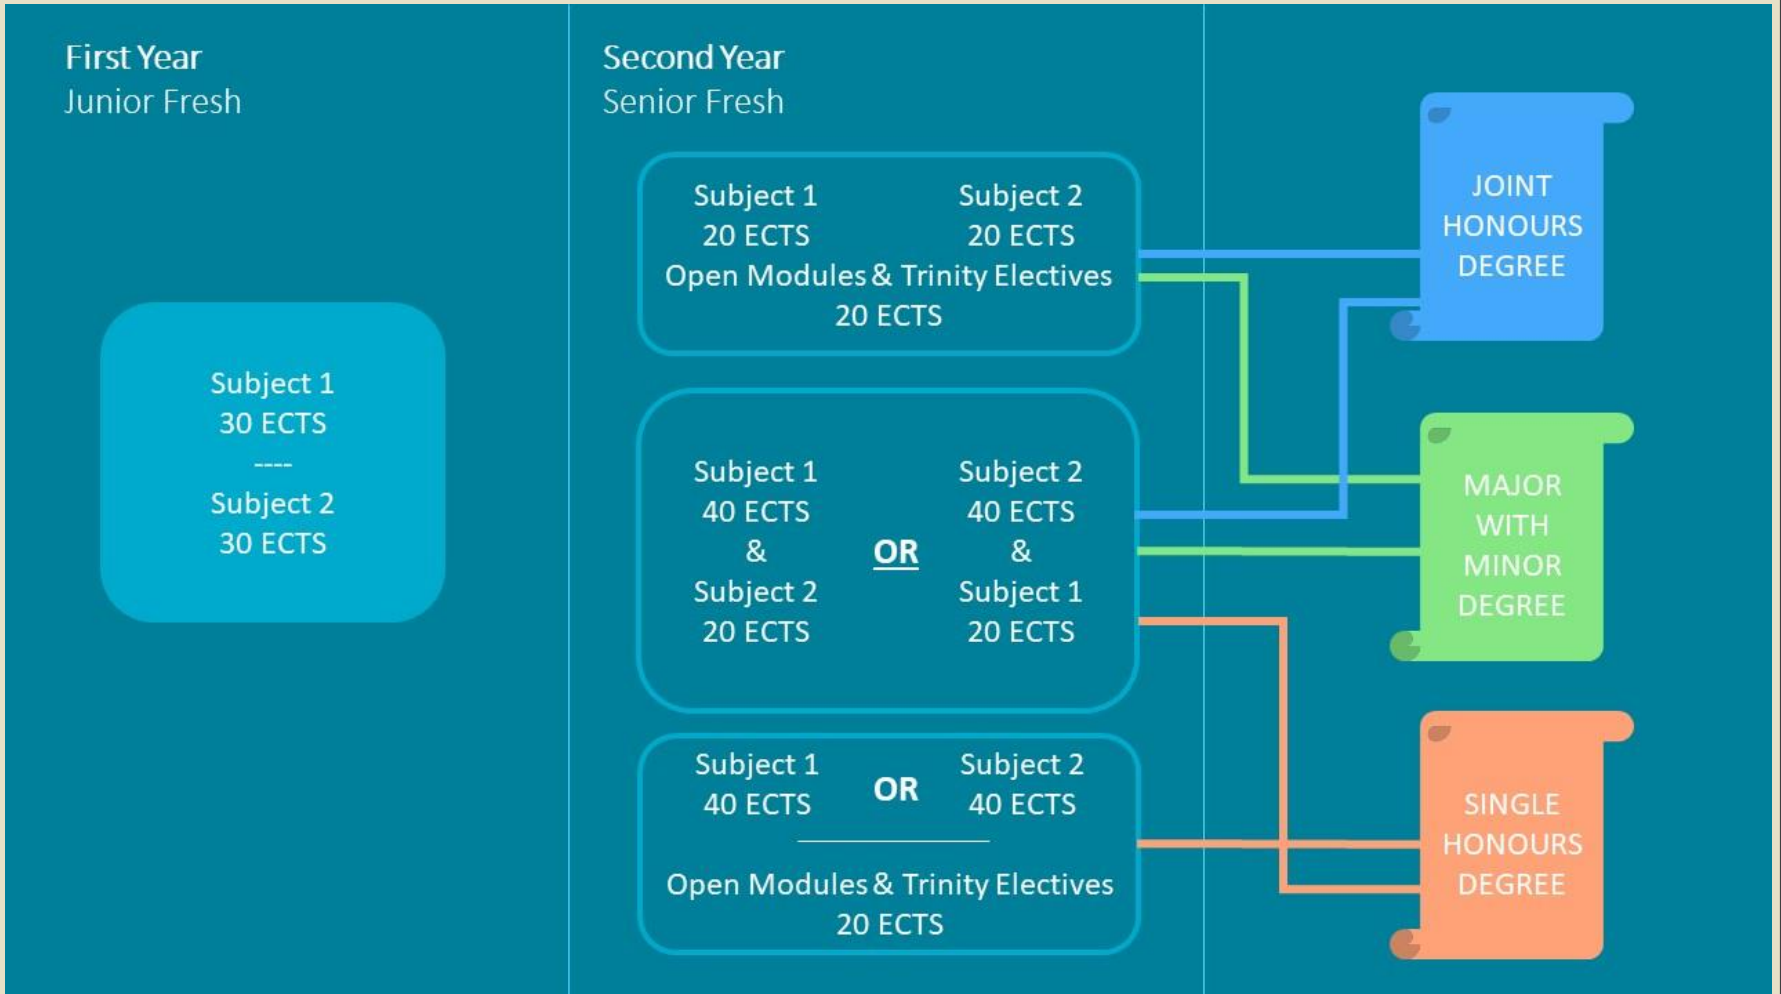 First Year
Junior Fresh
Subject 1
30 ECTS
----
Subject 2
30 ECTS
Second Year
Senior Fresh
Subject 1 Subject 2
20 ECTS 20 ECTS
Open Modules & Trinity Electives
20 ECTS
Subject 1 Subject 2
40 ECTS 40 ECTS
& OR &
Subject 2 Subject 1
20 ECTS 20 ECTS
Subject 1 OR Subject 2
40 ECTS 40 ECTS
Open Modules & Trinity Electives
20 ECTS
JOINT
HONOURS
DEGREE
MAJOR
WITH
MINOR
DEGREE
SINGLE
HONOURS
DEGREE